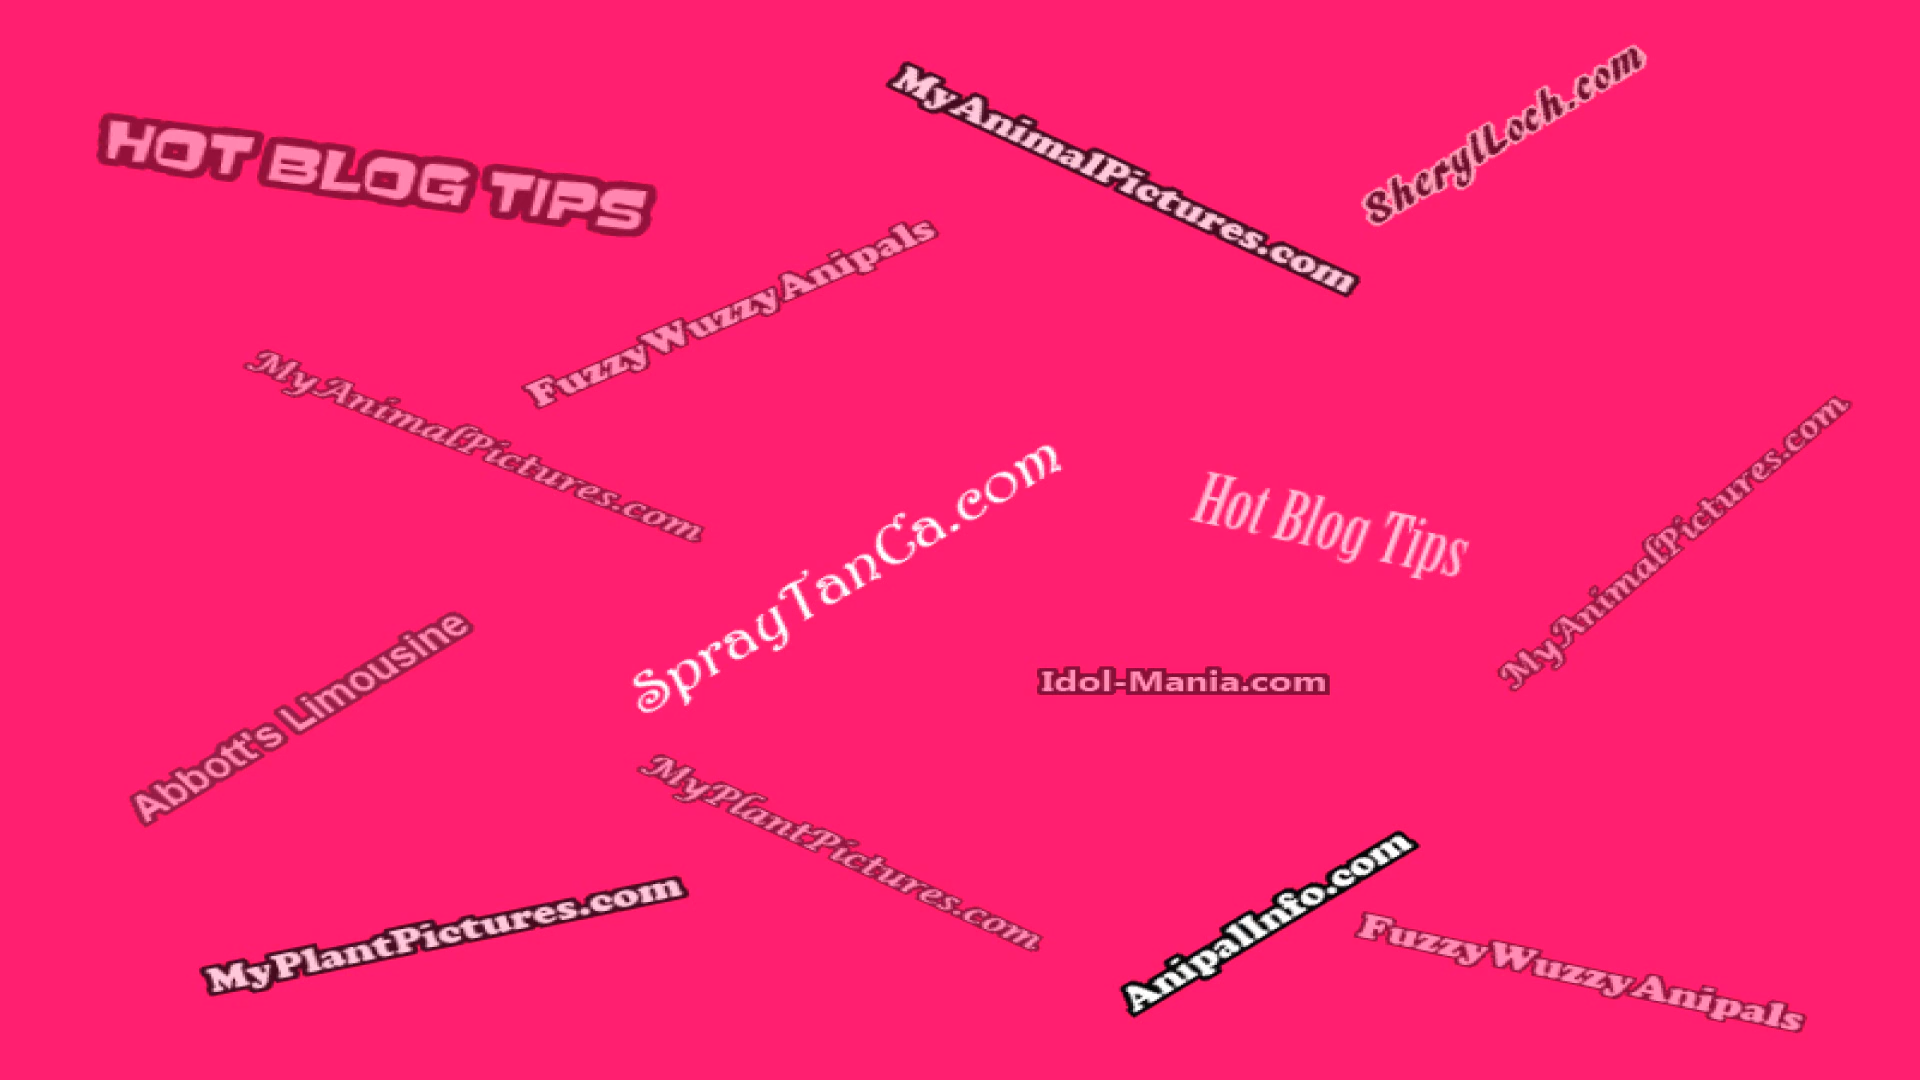 HOT BLOG TIPS
MyAnimalPictures.com
SherylLoch.com
FuzzyWuzzyAnipals
MyAnimalPictures.com
SprayTanCa.com
Hot Blog Tips
MyAnimalPictures.com
Abbott's Limousine
Idol-Mania.com
MyPlantPictures.com
MyPlantPictures.com
AnipalInfo.com
FuzzyWuzzyAnipals